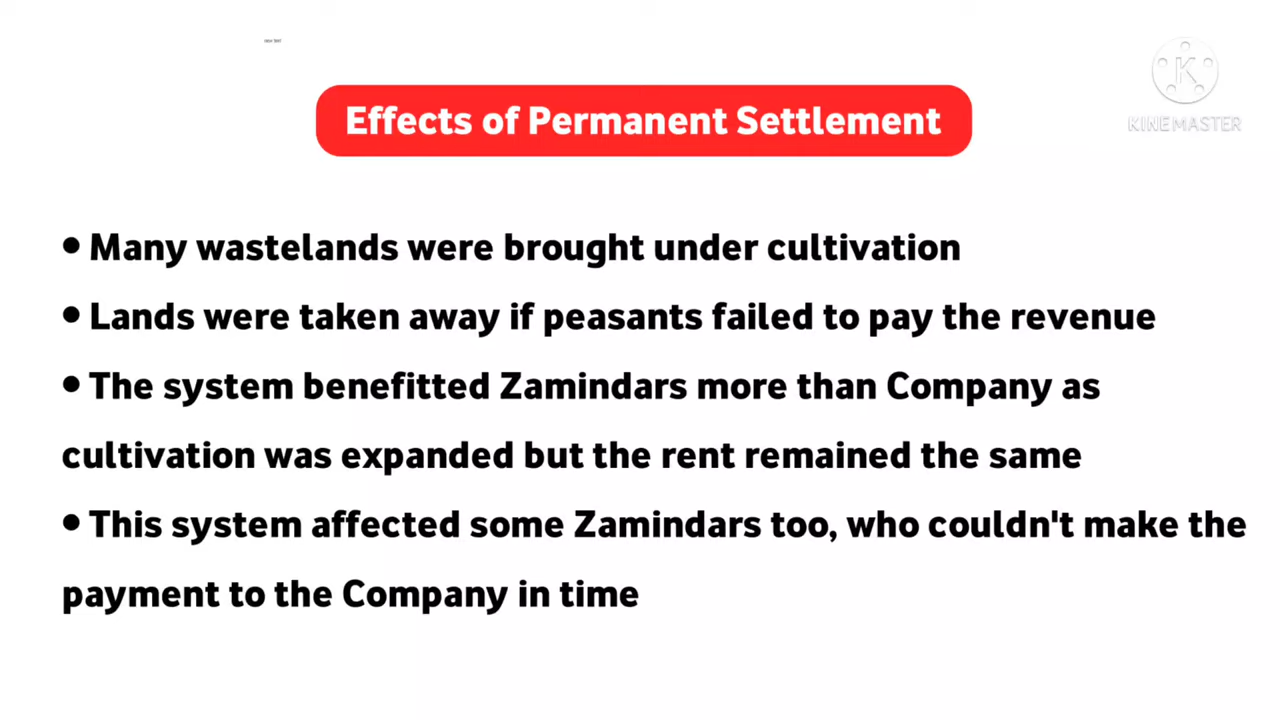 Effects of Permanent Settlement
K
KINEMASTER
• Many wastelands were brought under cultivation
• Lands were taken away if peasants failed to pay the revenue
• The system benefitted Zamindars more than Company as
cultivation was expanded but the rent remained the same
• This system affected some Zamindars too, who couldn't make the
payment to the Company in time